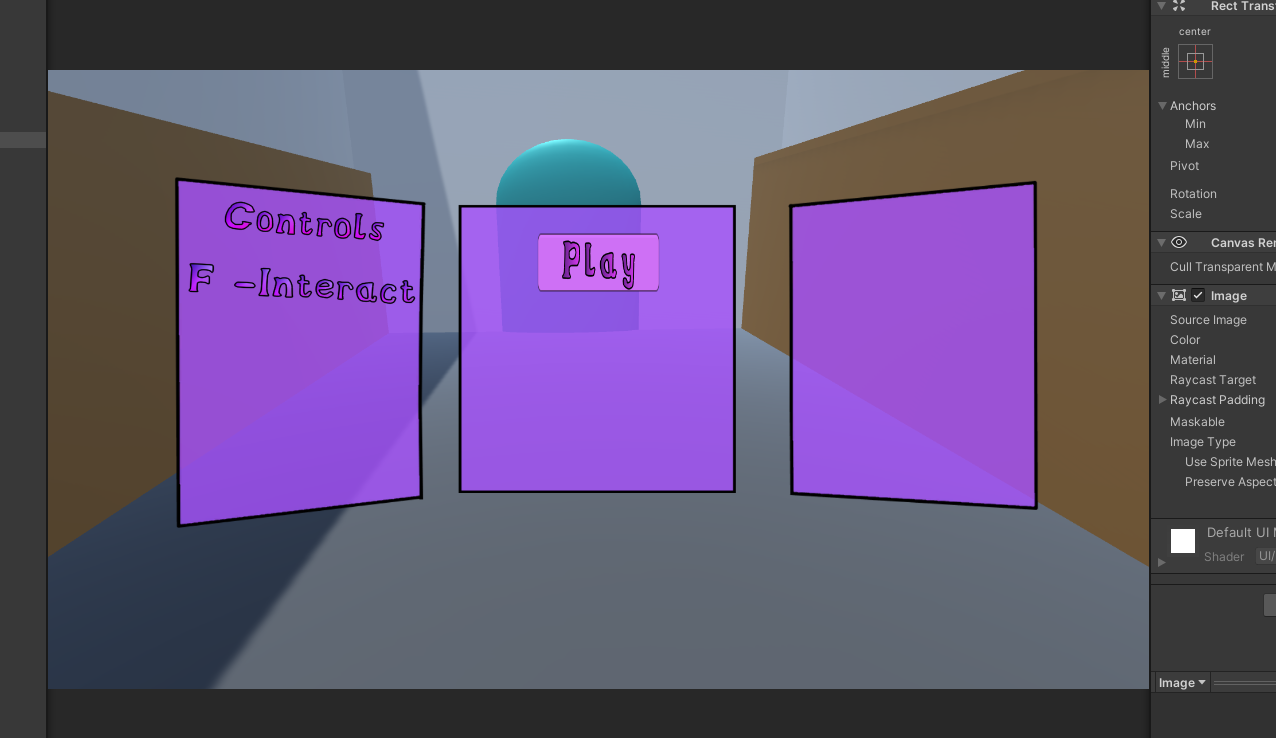 Controls
F -Interact
Play
Rect Trans
center
middle
Anchors
Min
Max
Pivot
Rotation
Scale
Canvas Ren
Cull Transparent M
Image
Source Image
Color
Material
Raycast Target
Raycast Padding
Maskable
Image Type
Use Sprite Mesh
Preserve Aspect
Default UI M
Shader UI/
Image